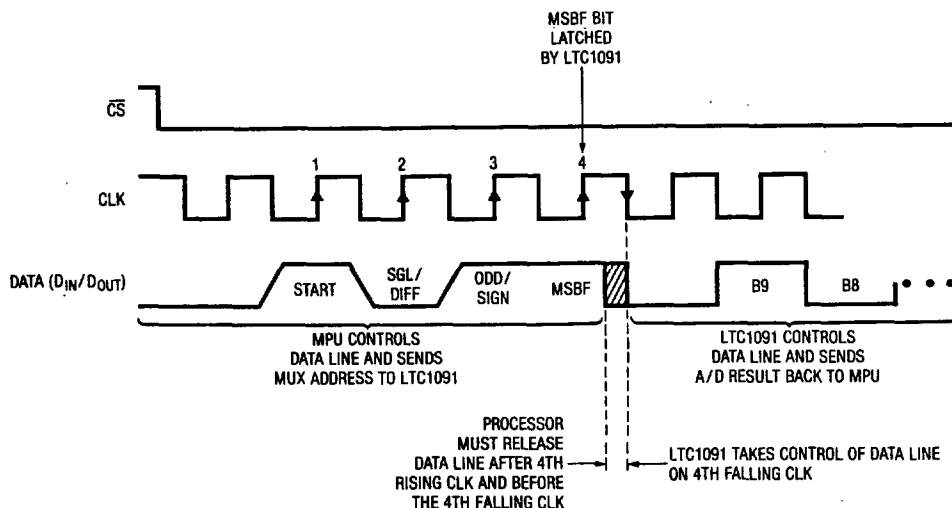 MSBF BIT
LATCHED
BY LTC1091
CS
CLK
1 2 3 4
DATA (DIN/DOUT)
START
SGL/
DIFF
ODD/
SIGN
MSBF
B9
B8
MPU CONTROLS
DATA LINE AND SENDS
MUX ADDRESS TO LTC1091
LTC1091 CONTROLS
DATA LINE AND SENDS
A/D RESULT BACK TO MPU
PROCESSOR
MUST RELEASE
DATA LINE AFTER 4TH
RISING CLK AND BEFORE
THE 4TH FALLING CLK
LTC1091 TAKES CONTROL OF DATA LINE
ON 4TH FALLING CLK